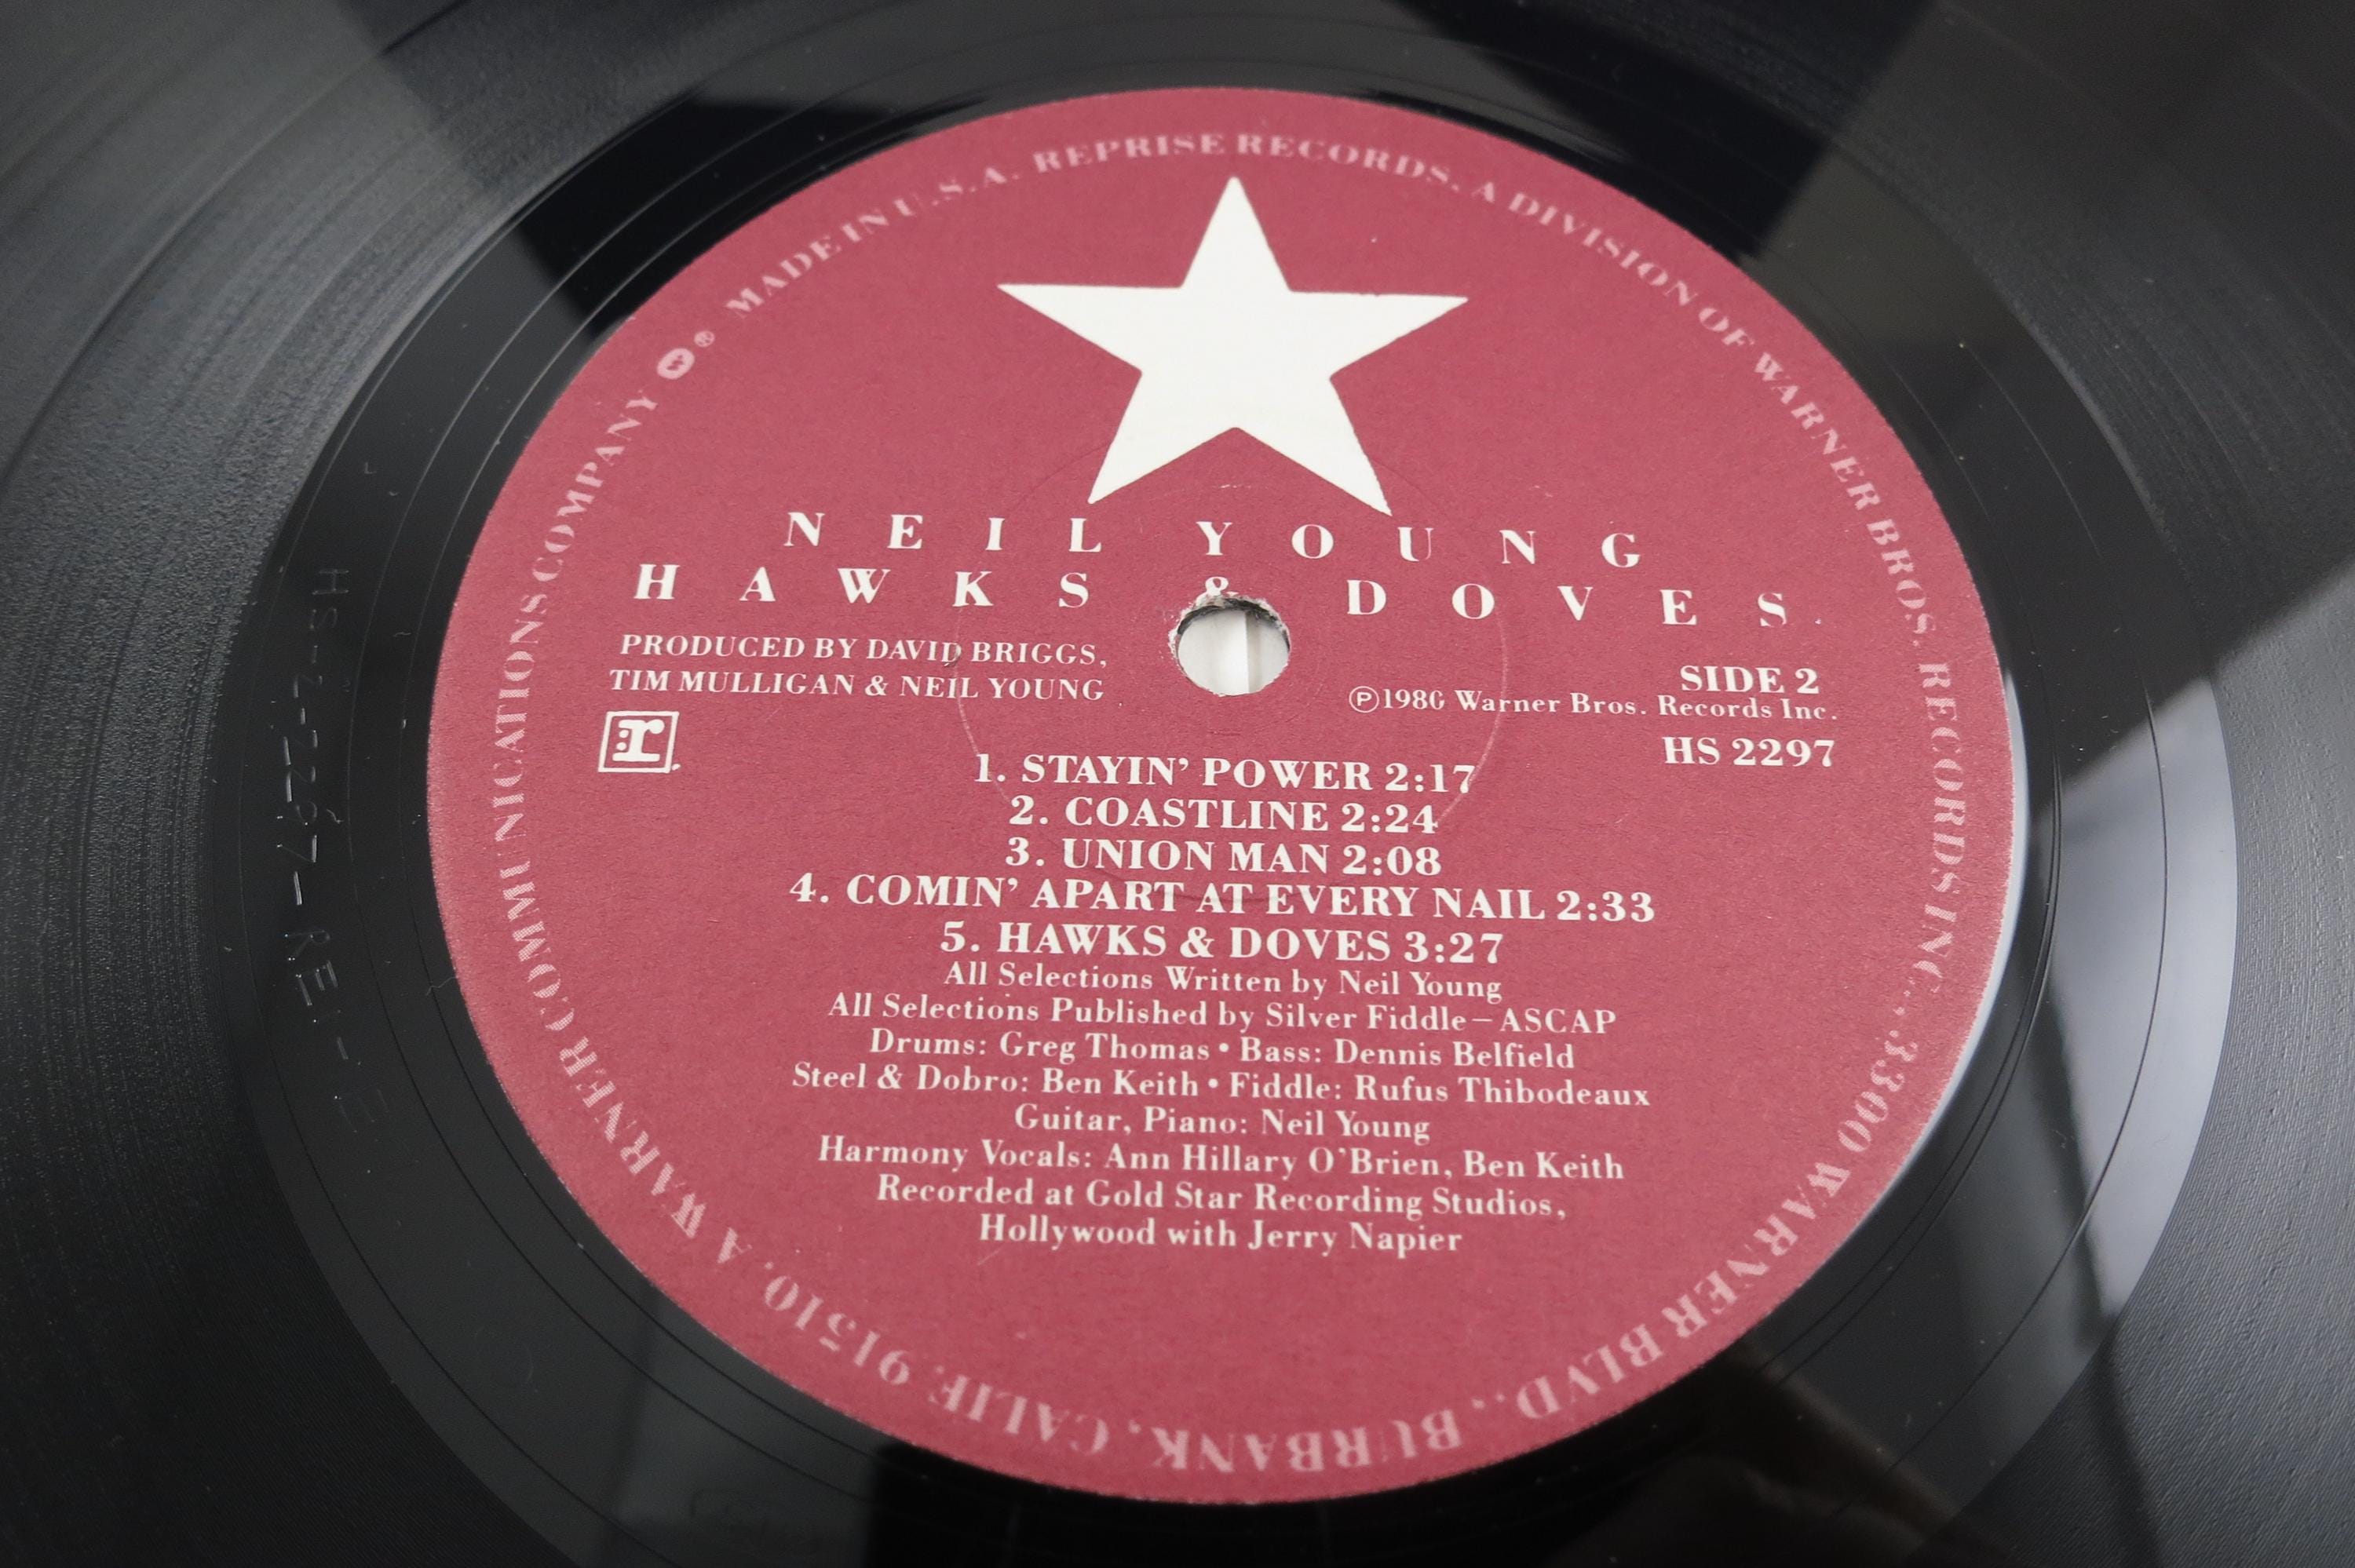 MADE IN U.S.A. REPRISE RECORDS, A DIVISION OF WARNER BROS. RECORDS INC., 3300 WARNER BLVD., BURBANK, CALIF. 91510. A WARNER COMMUNICATIONS COMPANY ®
NEIL YOUNG
HAWKS & DOVES.
PRODUCED BY DAVID BRIGGS,
TIM MULLIGAN & NEIL YOUNG
r
SIDE 2
Ⓟ1980 Warner Bros. Records Inc.
HS 2297
1. STAYIN’ POWER 2:17
2. COASTLINE 2:24
3. UNION MAN 2:08
4. COMIN’ APART AT EVERY NAIL 2:33
5. HAWKS & DOVES 3:27
All Selections Written by Neil Young
All Selections Published by Silver Fiddle—ASCAP
Drums: Greg Thomas • Bass: Dennis Belfield
Steel & Dobro: Ben Keith • Fiddle: Rufus Thibodeaux
Guitar, Piano: Neil Young
Harmony Vocals: Ann Hillary O’Brien, Ben Keith
Recorded at Gold Star Recording Studios,
Hollywood with Jerry Napier
HS-2-2297-RE1-